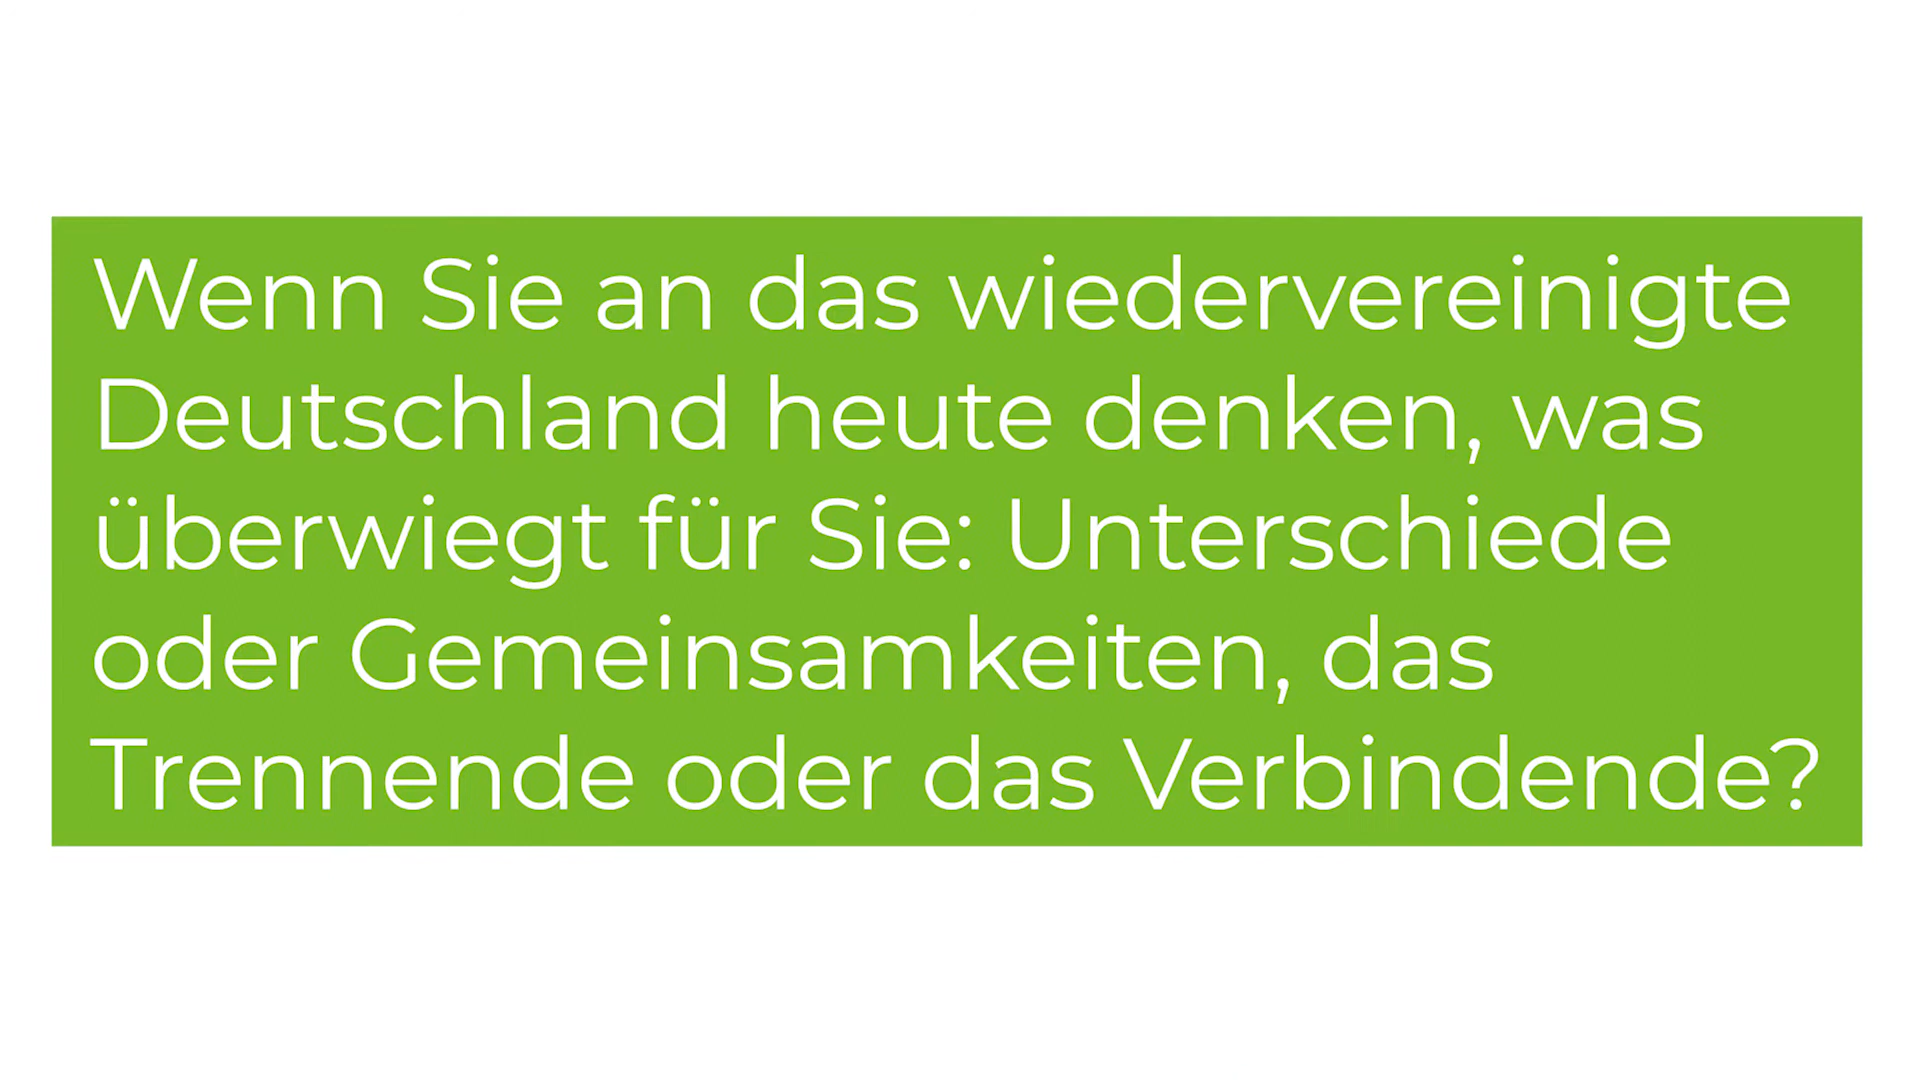 Wenn Sie an das wiedervereinigte
Deutschland heute denken, was
überwiegt für Sie: Unterschiede
oder Gemeinsamkeiten, das
Trennende oder das Verbindende?